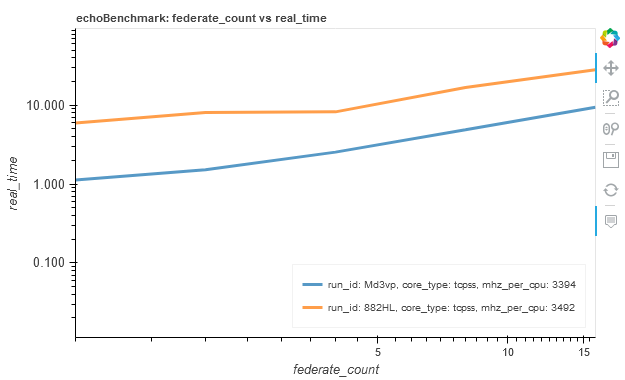 echoBenchmark: federate_count vs real_time
10.000
1.000
0.100
real_time
run_id: Md3vp, core_type: tcpss, mhz_per_cpu: 3394
run_id: 882HL, core_type: tcpss, mhz_per_cpu: 3492
5
10
15
federate_count